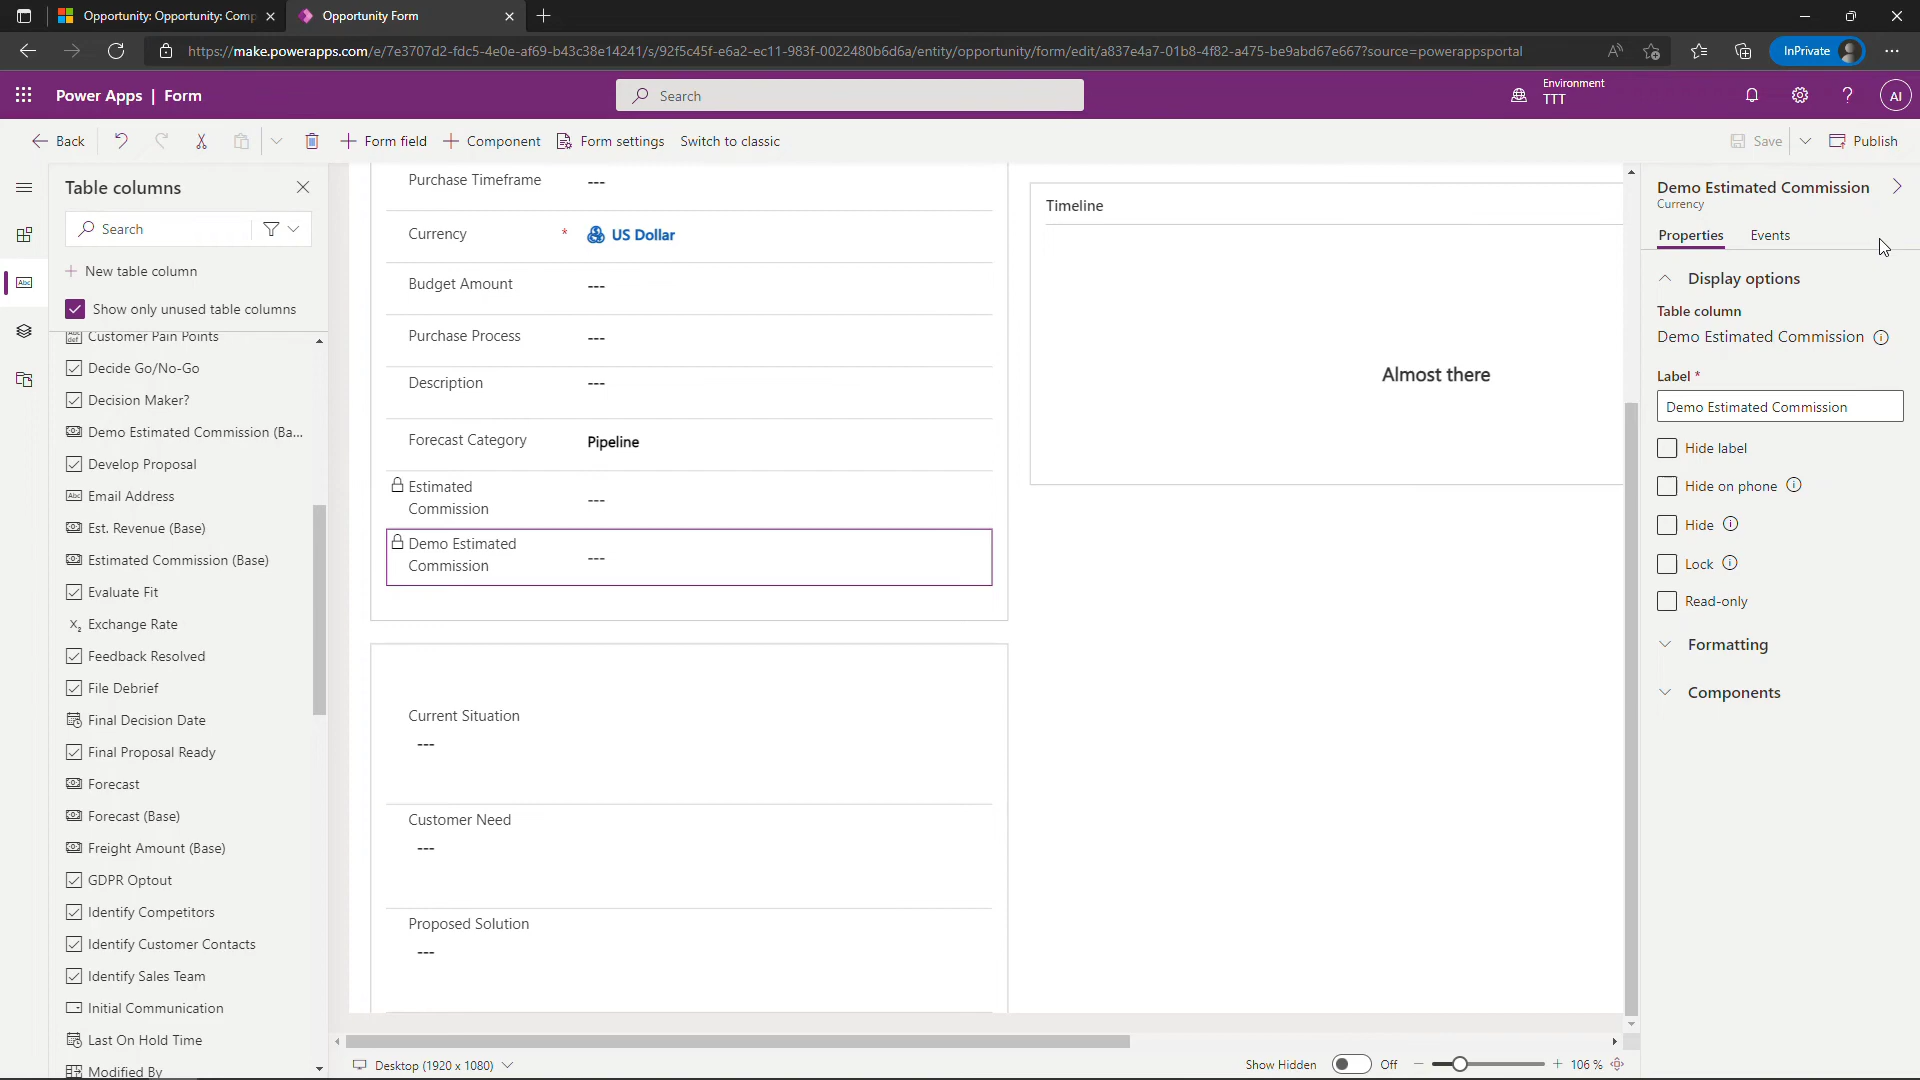 Opportunity: Opportunity: Comp
Opportunity Form
https://make.powerapps.com/e/7e3707d2-fdc5-4e0e-af69-b43c38e14241/s/92f5c45f-e6a2-ec11-983f-0022480b6d6a/entity/opportunity/form/edit/a837e4a7-01b8-4f82-a475-be9abd67e667?source=powerappsportal
InPrivate
Power Apps | Form
Search
Environment
TTT
AI
Back
Form field
Component
Form settings
Switch to classic
Save
Publish
Table columns
Search
New table column
Show only unused table columns
Customer Pain Points
Decide Go/No-Go
Decision Maker?
Demo Estimated Commission (Ba...
Develop Proposal
Email Address
Est. Revenue (Base)
Estimated Commission (Base)
Evaluate Fit
Exchange Rate
Feedback Resolved
File Debrief
Final Decision Date
Final Proposal Ready
Forecast
Forecast (Base)
Freight Amount (Base)
GDPR Optout
Identify Competitors
Identify Customer Contacts
Identify Sales Team
Initial Communication
Last On Hold Time
Modified By
Purchase Timeframe ---
Currency * US Dollar
Budget Amount ---
Purchase Process ---
Description ---
Forecast Category Pipeline
Estimated
Commission ---
Demo Estimated
Commission ---
Current Situation
---
Customer Need
---
Proposed Solution
---
Timeline
Almost there
Desktop (1920 x 1080)
Show Hidden Off
106 %
Demo Estimated Commission
Currency
Properties Events
Display options
Table column
Demo Estimated Commission
Label *
Demo Estimated Commission
Hide label
Hide on phone
Hide
Lock
Read-only
Formatting
Components